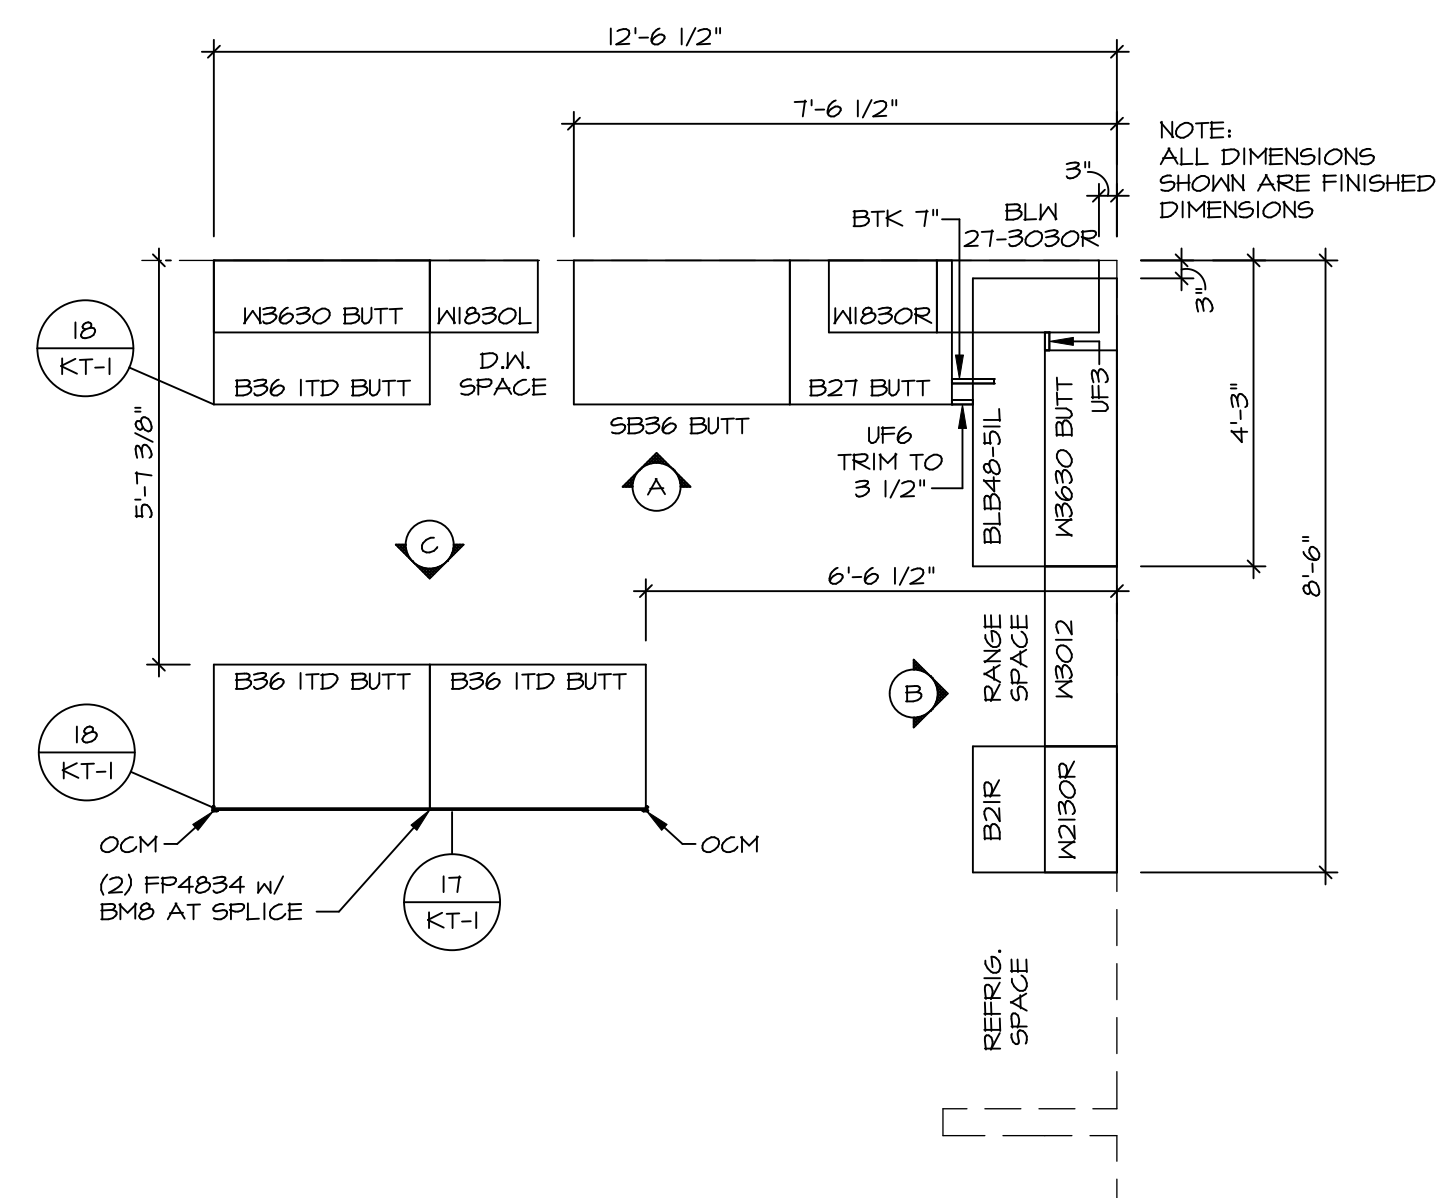 12'-6 1/2"
7'-6 1/2"
3"
NOTE:
ALL DIMENSIONS
SHOWN ARE FINISHED
DIMENSIONS
BTK 7"
BLW
27-3030R
W3630 BUTT
W1830L
W1830R
3"
18
KT-1
B36 1TD BUTT
D.W.
SPACE
B27 BUTT
SB36 BUTT
UF3
UF6
TRIM TO
3 1/2"
BLB48-51L
W3630 BUTT
4'-3"
5'-7 3/8"
A
C
6'-6 1/2"
8'-6"
B36 1TD BUTT
B36 1TD BUTT
B
RANGE
SPACE
W3012
18
KT-1
B21R
W2130R
OCM
OCM
(2) FP4834 W/
BM8 AT SPLICE
17
KT-1
REFRIG.
SPACE